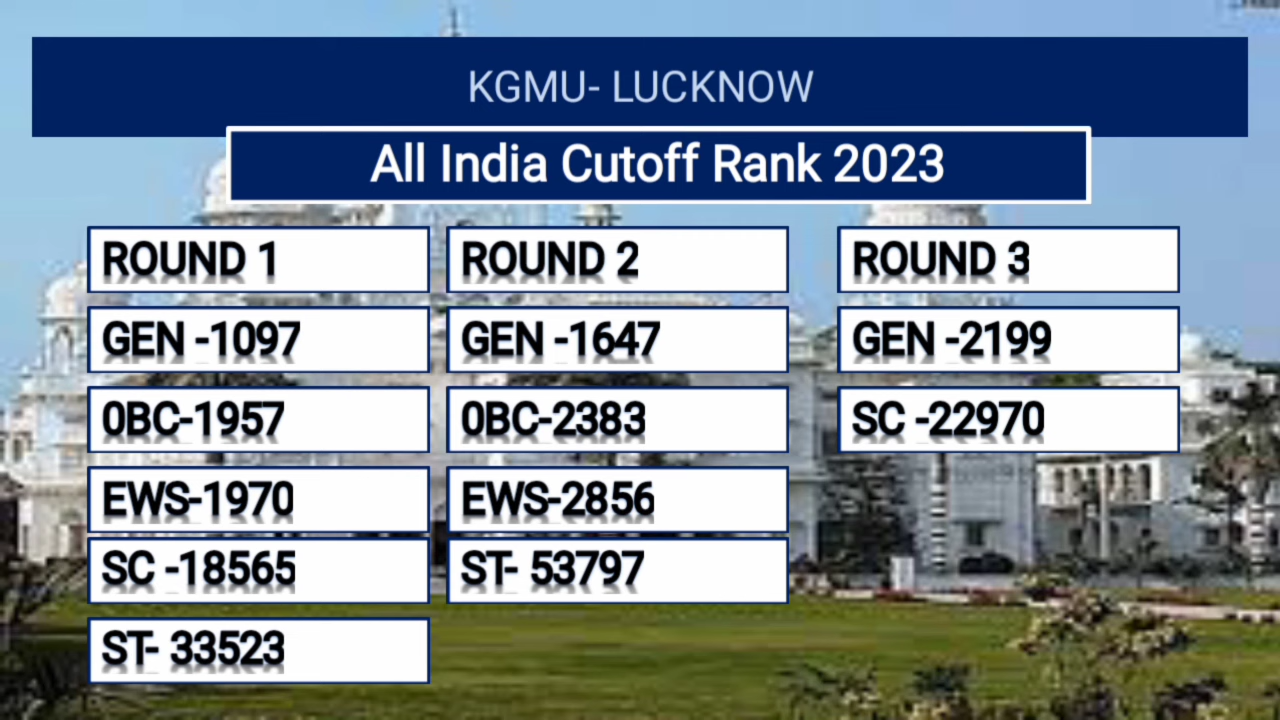 KGMU- LUCKNOW
All India Cutoff Rank 2023
ROUND 1
GEN -1097
0BC-1957
EWS-1970
SC -18565
ST- 33523
ROUND 2
GEN -1647
0BC-2383
EWS-2856
ST- 53797
ROUND 3
GEN -2199
SC -22970